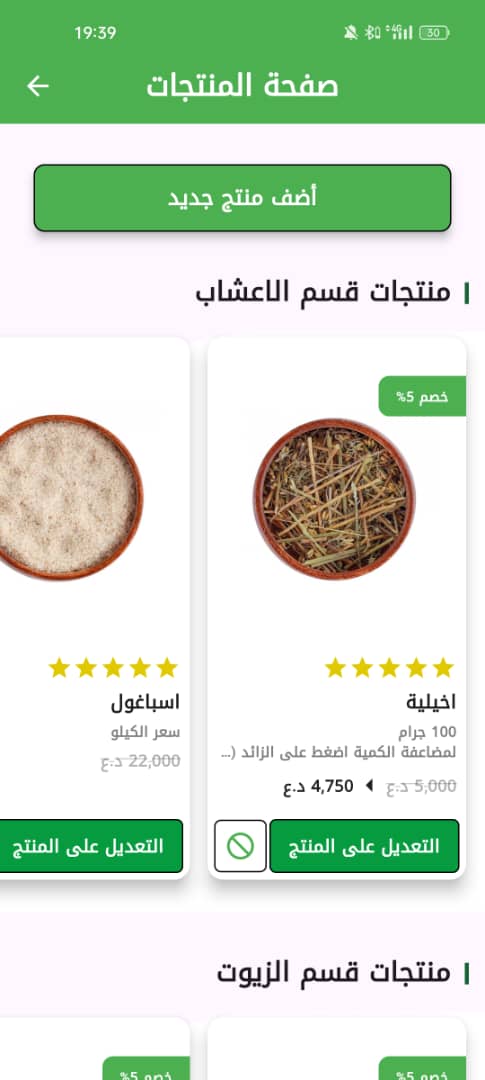 19:39
4G
30
صفحة المنتجات
أضف منتج جديد
منتجات قسم الاعشاب
خصم 5%
اخيلية
100 جرام
لمضاعفة الكمية اضغط على الزائد (...
5,000 د.ع
4,750 د.ع
التعديل على المنتج
اسباغول
سعر الكيلو
22,000 د.ع
التعديل على المنتج
منتجات قسم الزيوت
خصم 5%
خصم 5%